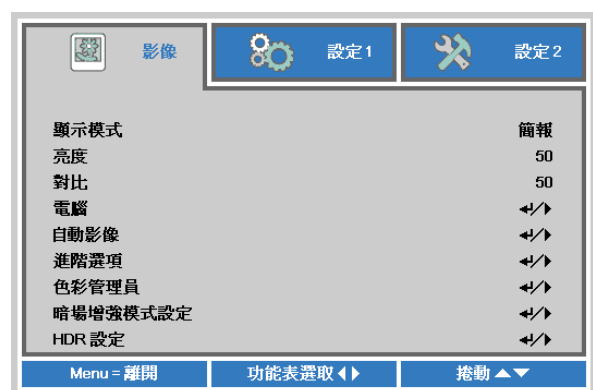 影像 設定1 設定2
顯示模式 簡報
亮度 50
對比 50
電腦 ↵/▶
自動影像 ↵/▶
進階選項 ↵/▶
色彩管理員 ↵/▶
暗場增強模式設定 ↵/▶
HDR 設定 ↵/▶
Menu = 離開 功能表選取 ◀▶ 捲動 ▲▼